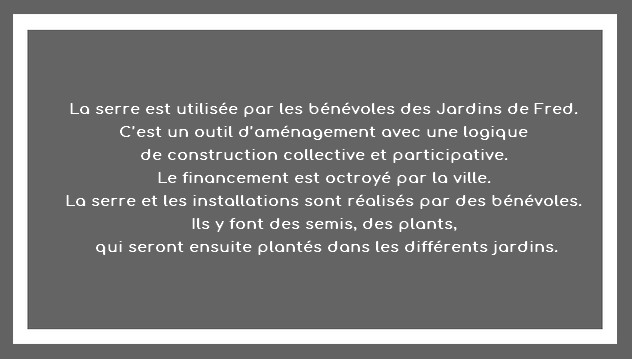 La serre est utilisée par les bénévoles des Jardins de Fred.
C'est un outil d'aménagement avec une logique
de construction collective et participative.
Le financement est octroyé par la ville.
La serre et les installations sont réalisés par des bénévoles.
Ils y font des semis, des plants,
qui seront ensuite plantés dans les différents jardins.